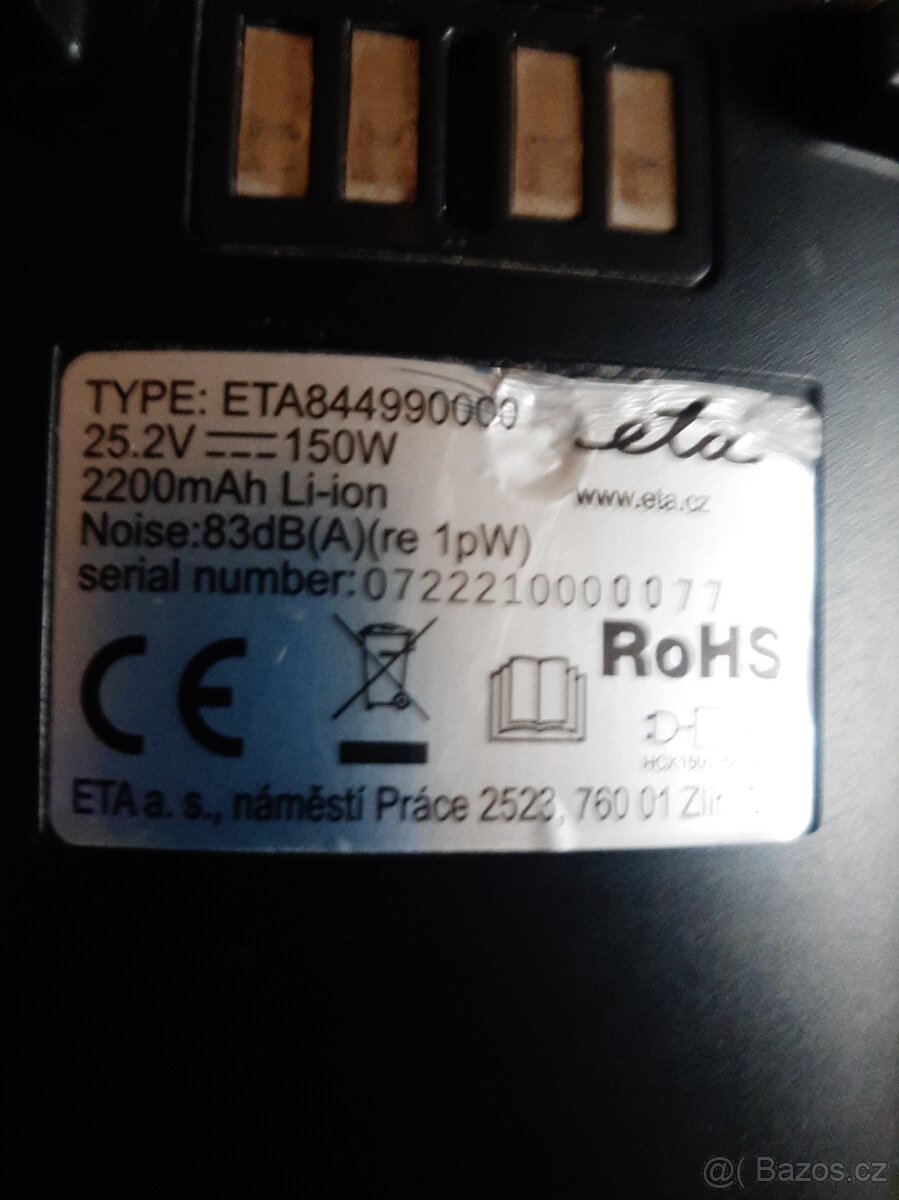 TYPE: ETA844990000
eta
25.2V 150W
2200mAh Li-ion
www.eta.cz
Noise:83dB(A)(re 1pW)
serial number:0722210000077
CE
RoHS
ETA a. s., náměstí Práce 2523, 760 01
@( Bazos.cz